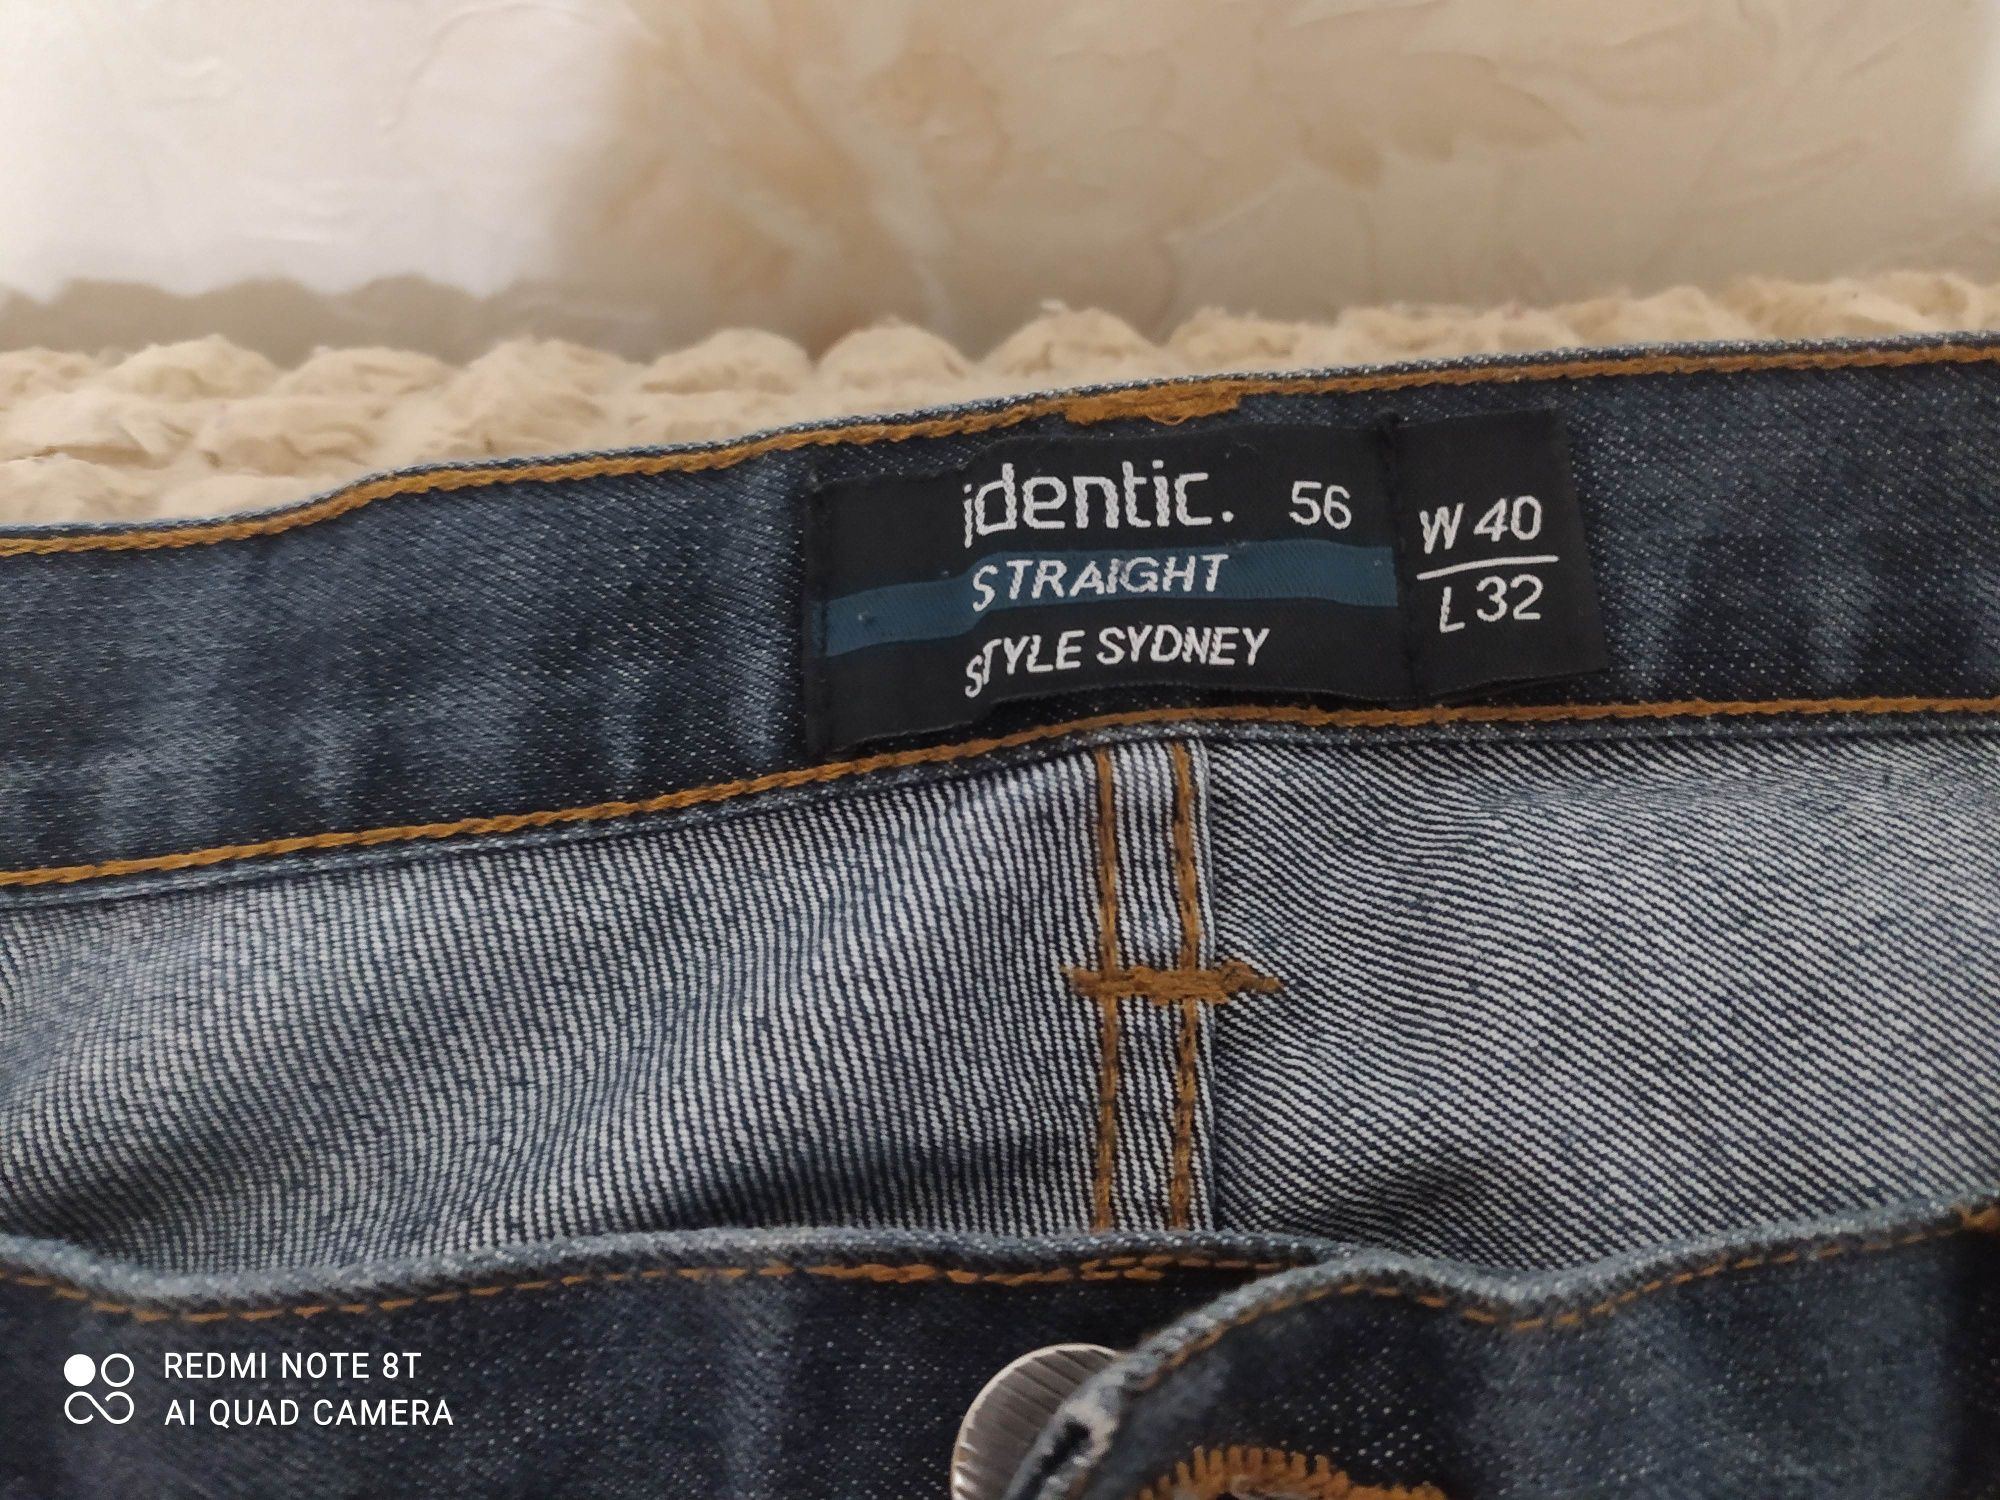 identic. 56
STRAIGHT
STYLE SYDNEY
W 40
L 32
REDMI NOTE 8T
AI QUAD CAMERA